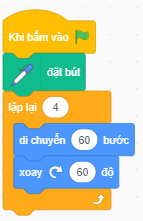 Khi bấm vào
đặt bút
lặp lại 4
di chuyển 60 bước
xoay 60 độ